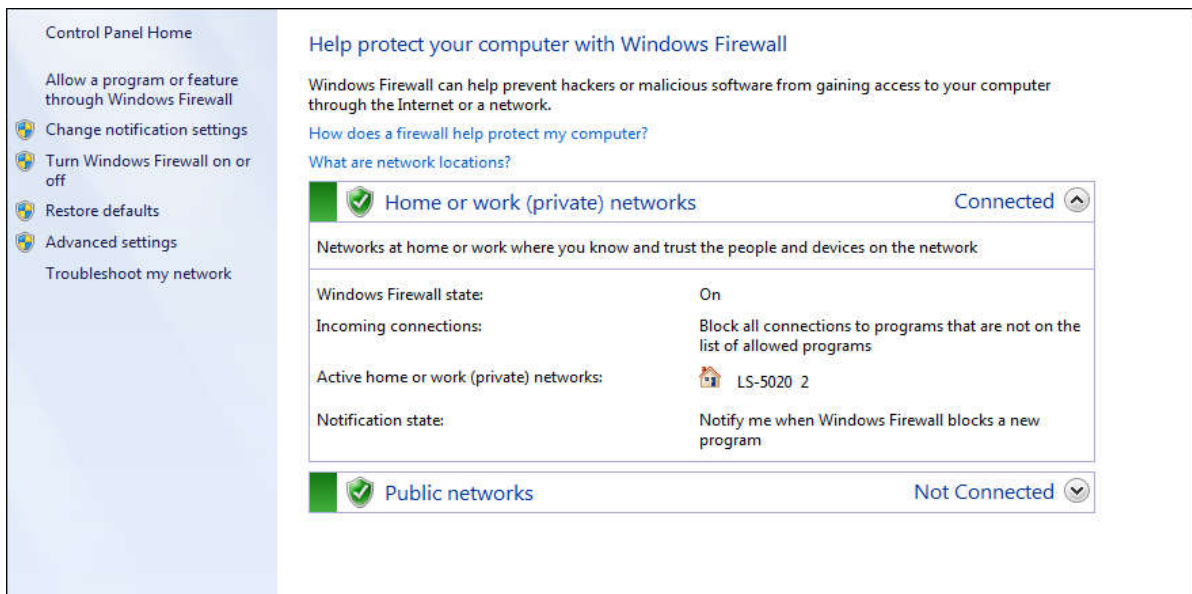 Control Panel Home
Allow a program or feature
through Windows Firewall
Change notification settings
Turn Windows Firewall on or
off
Restore defaults
Advanced settings
Troubleshoot my network
Help protect your computer with Windows Firewall
Windows Firewall can help prevent hackers or malicious software from gaining access to your computer
through the Internet or a network.
How does a firewall help protect my computer?
What are network locations?
Home or work (private) networks Connected
Networks at home or work where you know and trust the people and devices on the network
Windows Firewall state: On
Incoming connections: Block all connections to programs that are not on the
list of allowed programs
Active home or work (private) networks: LS-5020 2
Notification state: Notify me when Windows Firewall blocks a new
program
Public networks Not Connected